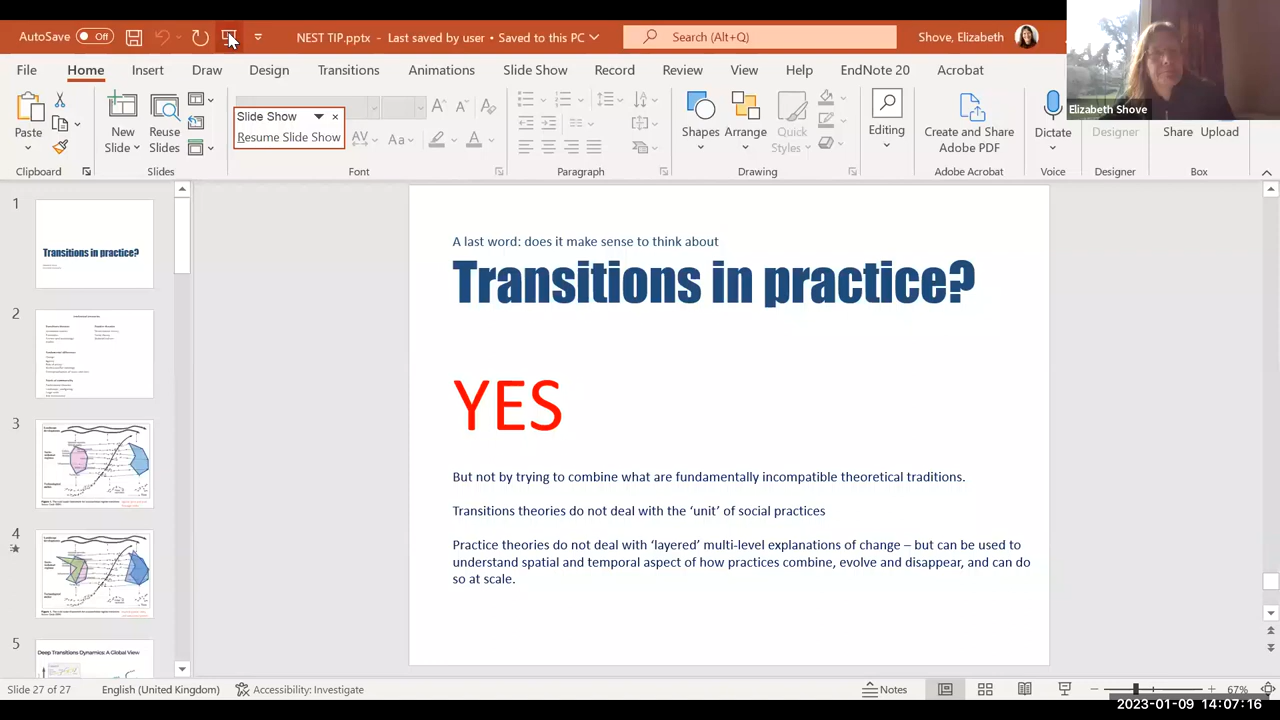 AutoSave Off NEST TIP.pptx - Last saved by user • Saved to this PC Search (Alt+Q) Shove, Elizabeth
File Home Insert Draw Design Transitions Animations Slide Show Record Review View Help EndNote 20 Acrobat
Elizabeth Shove
Slide Show
Resume Slide show
Paste New Slide Reuse Slides Shapes Arrange Quick Styles Editing Create and Share Adobe PDF Dictate Designer Share Upload
Clipboard Slides Font Paragraph Drawing Adobe Acrobat Voice Designer Box
1
Transitions in practice?
2
3
4
5
Deep Transitions Dynamics: A Global View
A last word: does it make sense to think about
Transitions in practice?
YES
But not by trying to combine what are fundamentally incompatible theoretical traditions.
Transitions theories do not deal with the ‘unit’ of social practices
Practice theories do not deal with ‘layered’ multi-level explanations of change – but can be used to
understand spatial and temporal aspect of how practices combine, evolve and disappear, and can do
so at scale.
Slide 27 of 27 English (United Kingdom) Accessibility: Investigate Notes 67%
2023-01-09 14:07:16